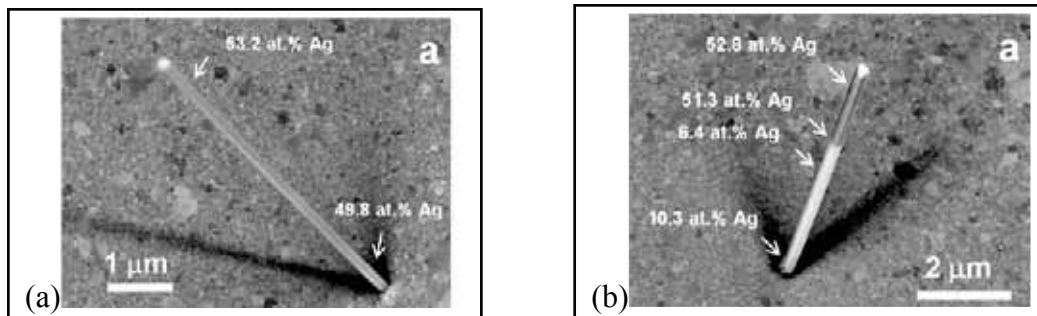 53.2 at.% Ag
a
49.8 at.% Ag
1 μm
(a)
52.8 at.% Ag
a
51.3 at.% Ag
6.4 at.% Ag
10.3 at.% Ag
2 μm
(b)